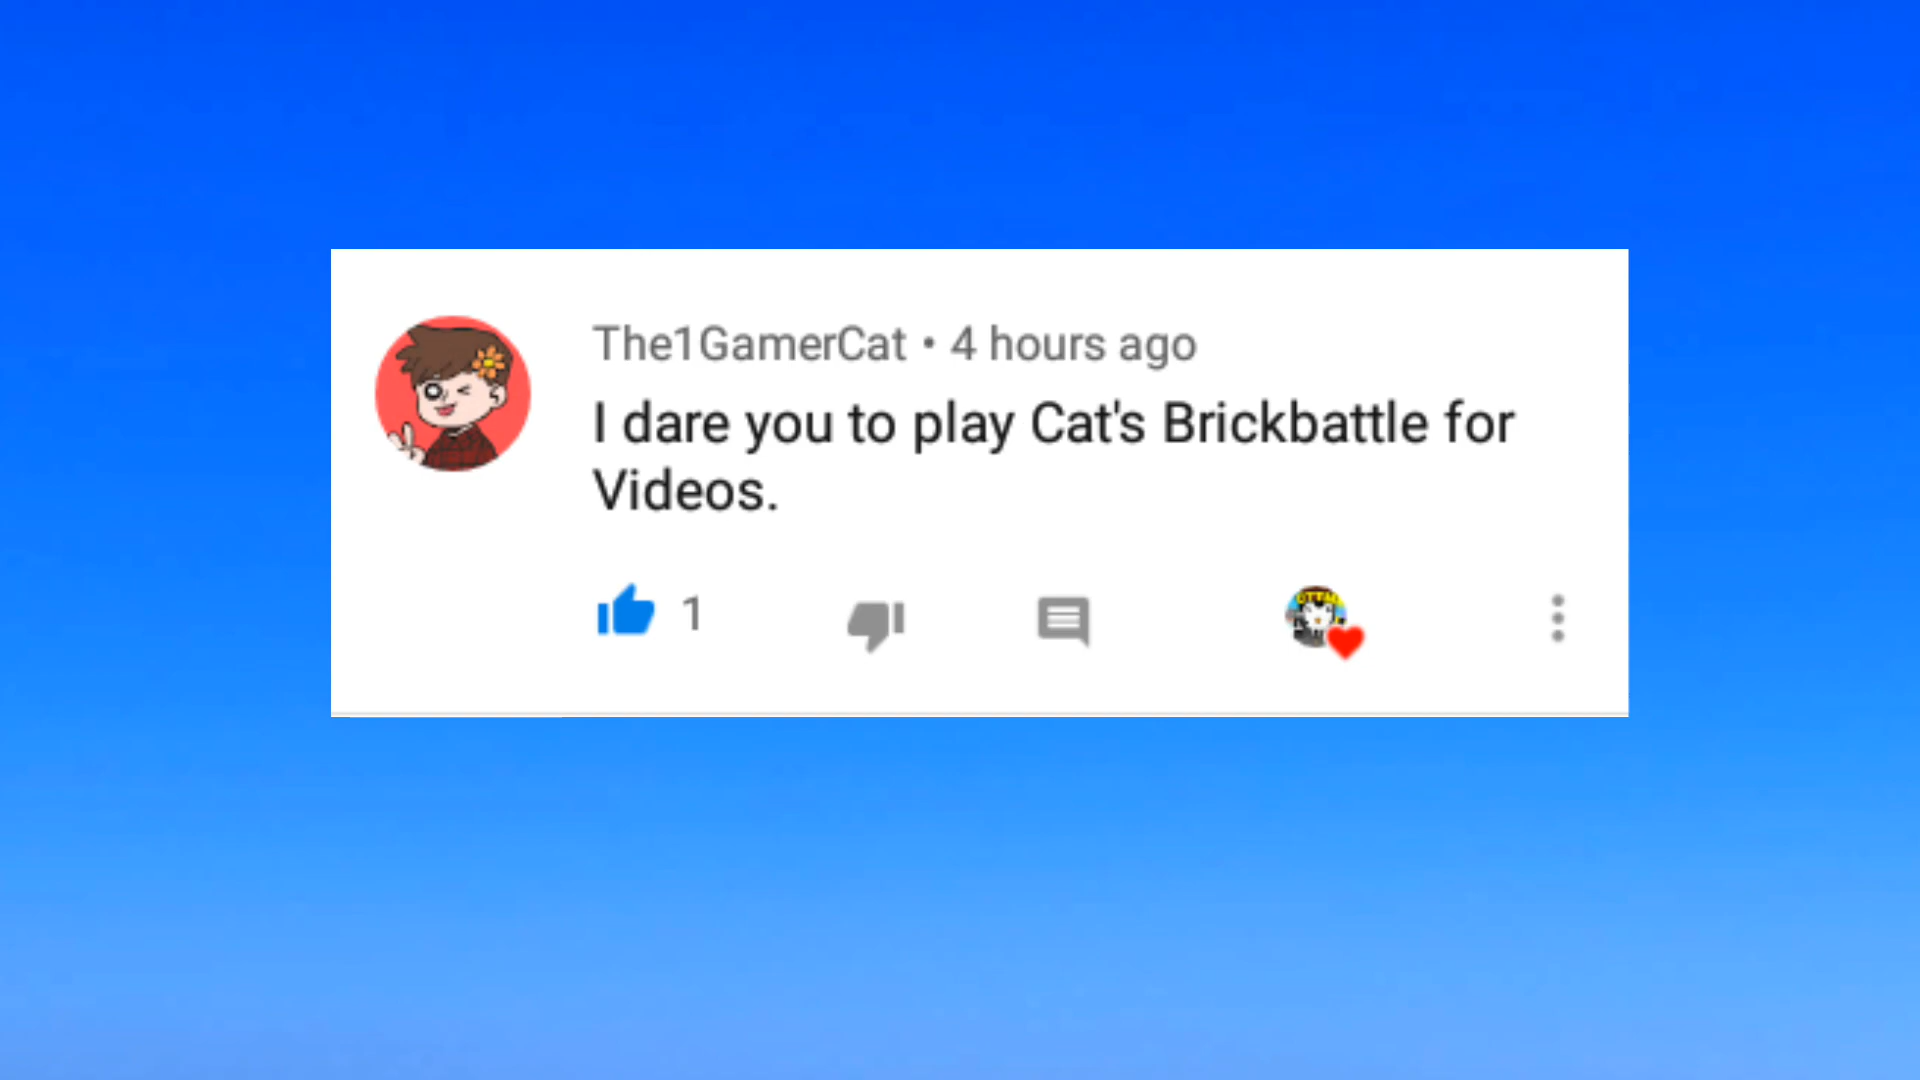 The1GamerCat • 4 hours ago
I dare you to play Cat's Brickbattle for
Videos.
1